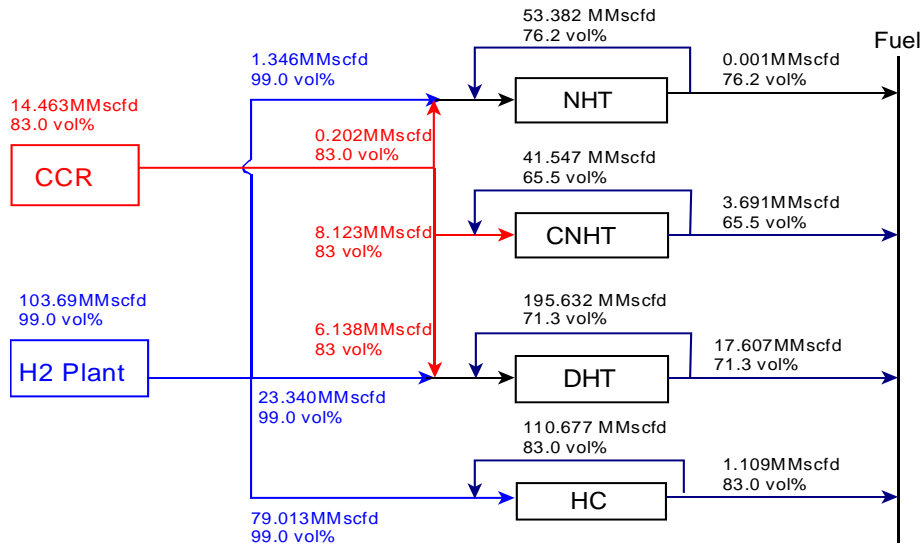 53.382 MMscfd
76.2 vol%
Fuel
1.346MMscfd
99.0 vol%
0.001MMscfd
76.2 vol%
NHT
14.463MMscfd
83.0 vol%
0.202MMscfd
83.0 vol%
CCR
41.547 MMscfd
65.5 vol%
3.691MMscfd
65.5 vol%
CNHT
8.123MMscfd
83 vol%
103.69MMscfd
99.0 vol%
195.632 MMscfd
71.3 vol%
6.138MMscfd
83 vol%
17.607MMscfd
71.3 vol%
H2 Plant
DHT
23.340MMscfd
99.0 vol%
110.677 MMscfd
83.0 vol%
1.109MMscfd
83.0 vol%
HC
79.013MMscfd
99.0 vol%